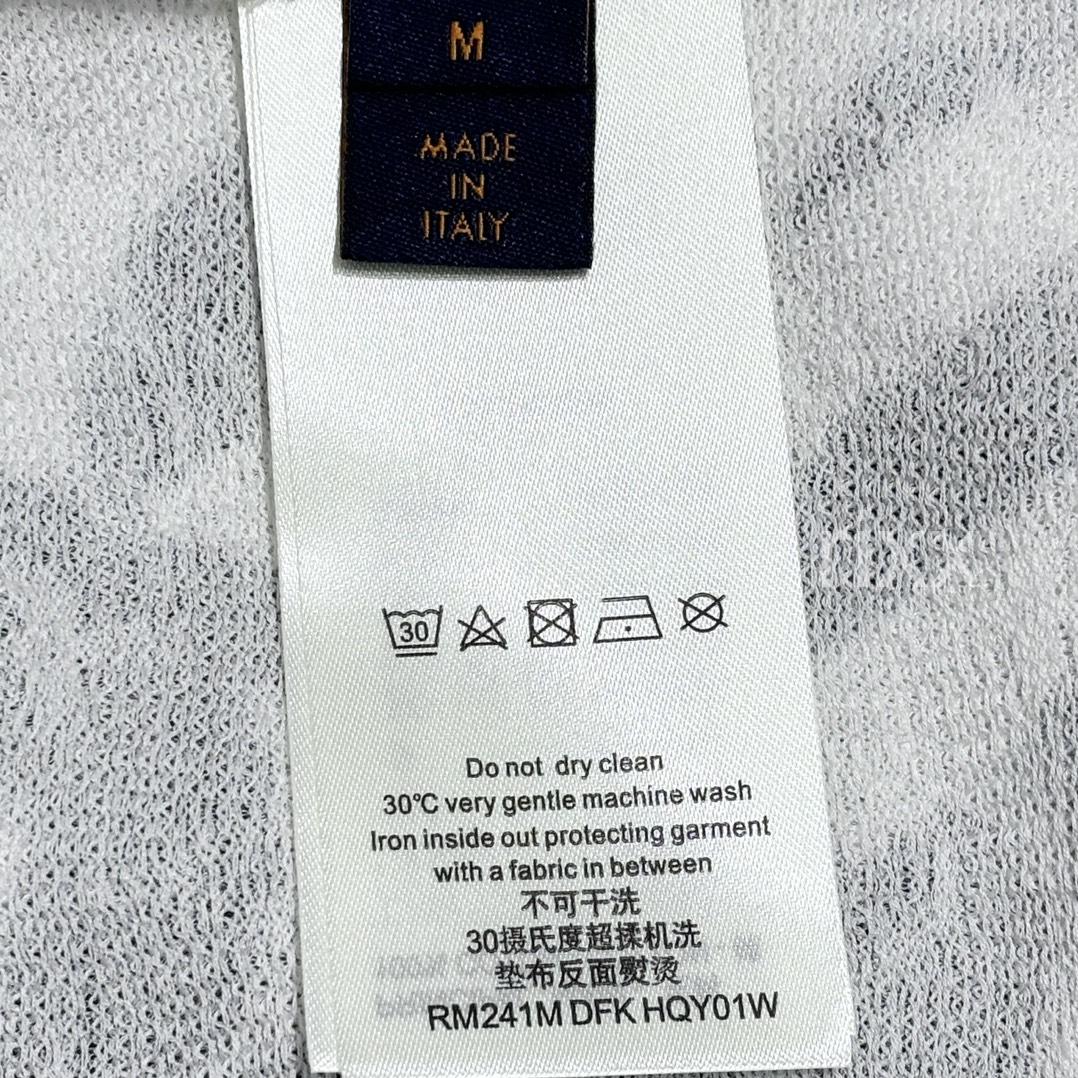 M
MADE
IN
ITALY
30
Do not dry clean
30°C very gentle machine wash
Iron inside out protecting garment
with a fabric in between
不可干洗
30摄氏度超揉机洗
垫布反面熨烫
RM241M DFK HQY01W